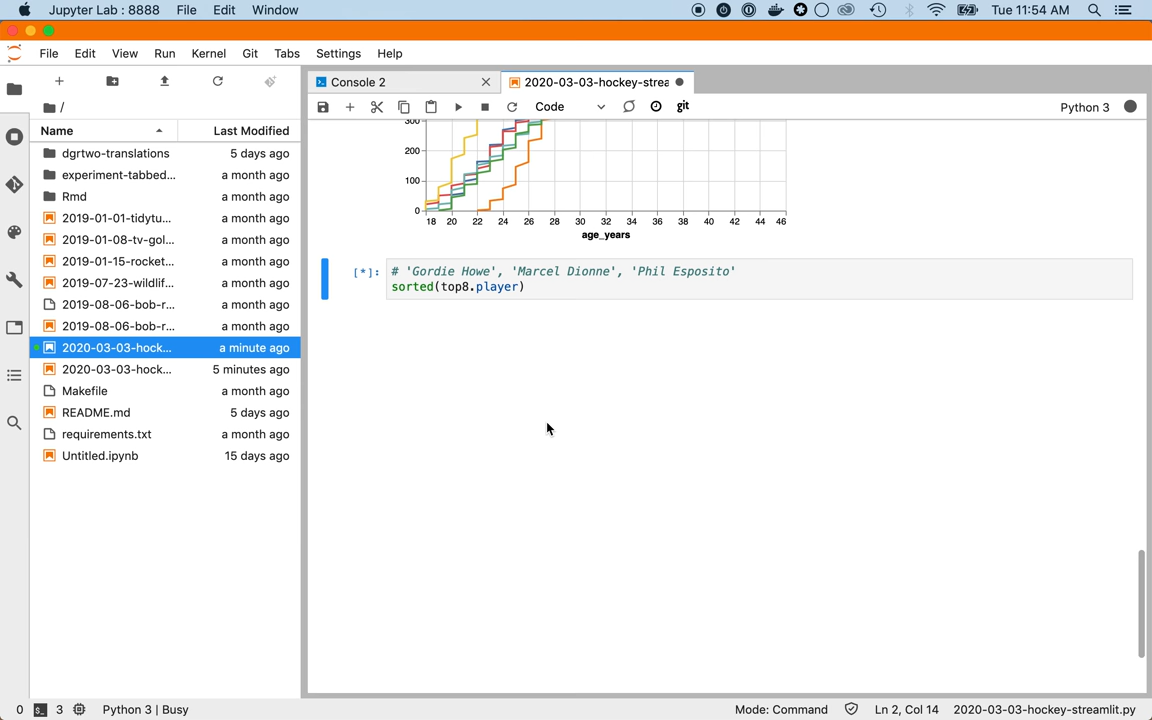 Jupyter Lab : 8888 File Edit Window Tue 11:54 AM
File Edit View Run Kernel Git Tabs Settings Help
Console 2
2020-03-03-hockey-strea
Code
git
Python 3
/
Name Last Modified
dgrtwo-translations 5 days ago
experiment-tabbed... a month ago
Rmd a month ago
2019-01-01-tidytu... a month ago
2019-01-08-tv-gol... a month ago
2019-01-15-rocket... a month ago
2019-07-23-wildlif... a month ago
2019-08-06-bob-r... a month ago
2019-08-06-bob-r... a month ago
2020-03-03-hock... a minute ago
2020-03-03-hock... 5 minutes ago
Makefile a month ago
README.md 5 days ago
requirements.txt a month ago
Untitled.ipynb 15 days ago
300
200
100
0
18 20 22 24 26 28 30 32 34 36 38 40 42 44 46
age_years
[*]: # 'Gordie Howe', 'Marcel Dionne', 'Phil Esposito'
sorted(top8.player)
0 3 Python 3 | Busy Mode: Command Ln 2, Col 14 2020-03-03-hockey-streamlit.py